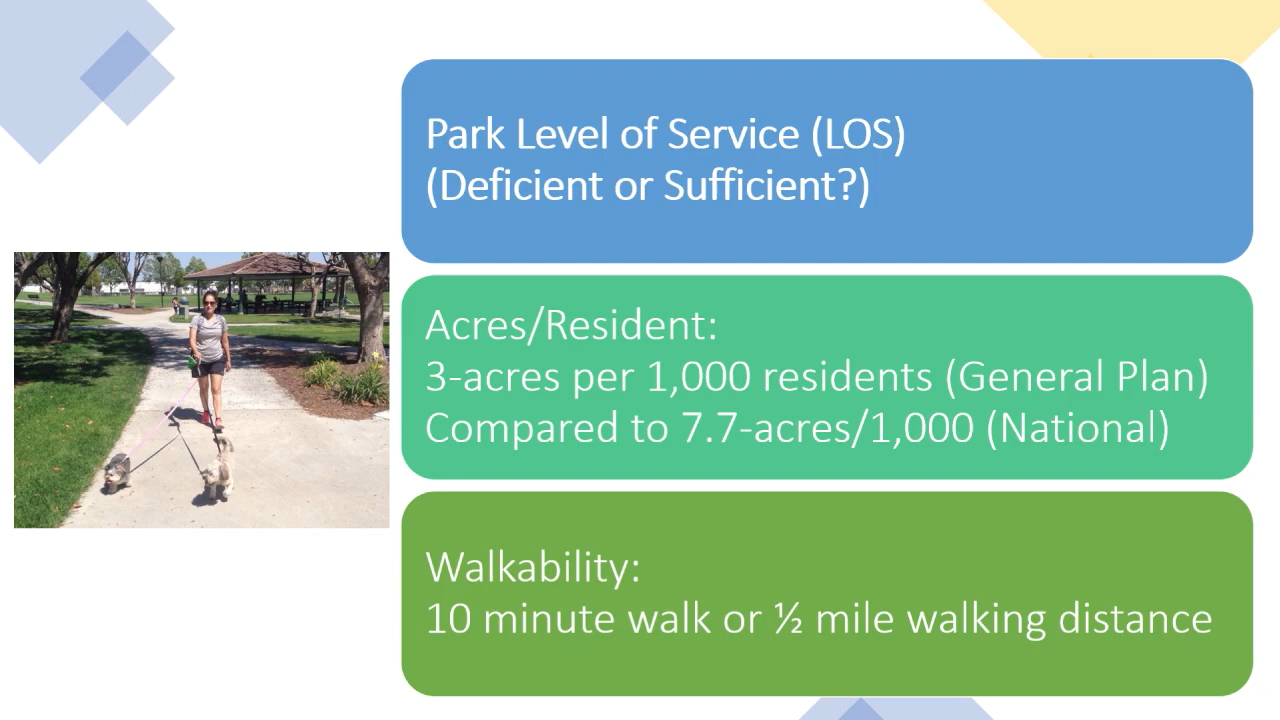 Park Level of Service (LOS)
(Deficient or Sufficient?)
Acres/Resident:
3-acres per 1,000 residents (General Plan)
Compared to 7.7-acres/1,000 (National)
Walkability:
10 minute walk or ½ mile walking distance